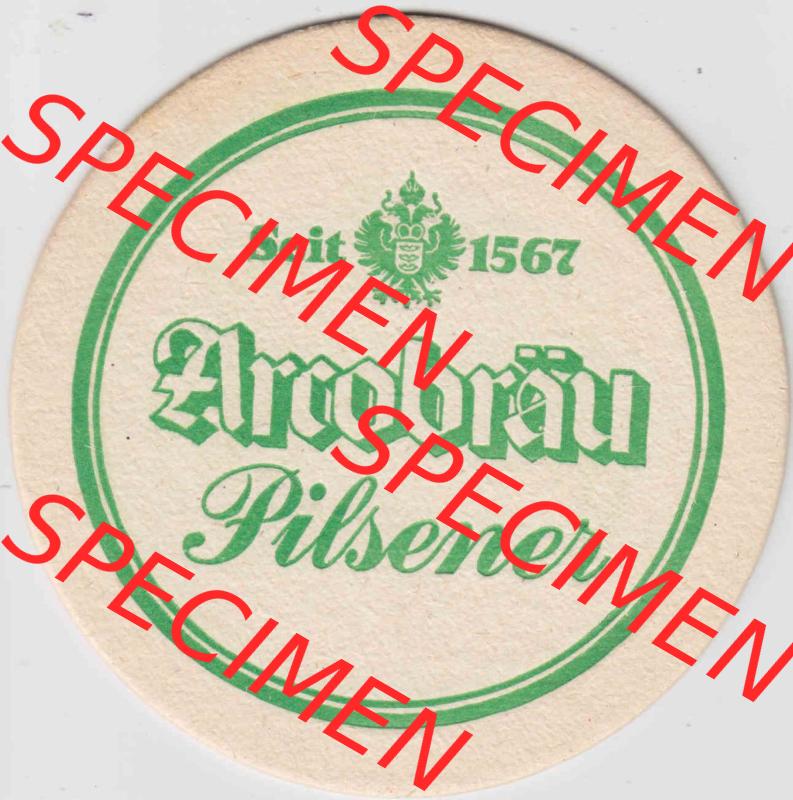 SPECIMEN
SPECIMEN
Seit 1567
Arcobräu
Pilsener
SPECIMEN
SPECIMEN